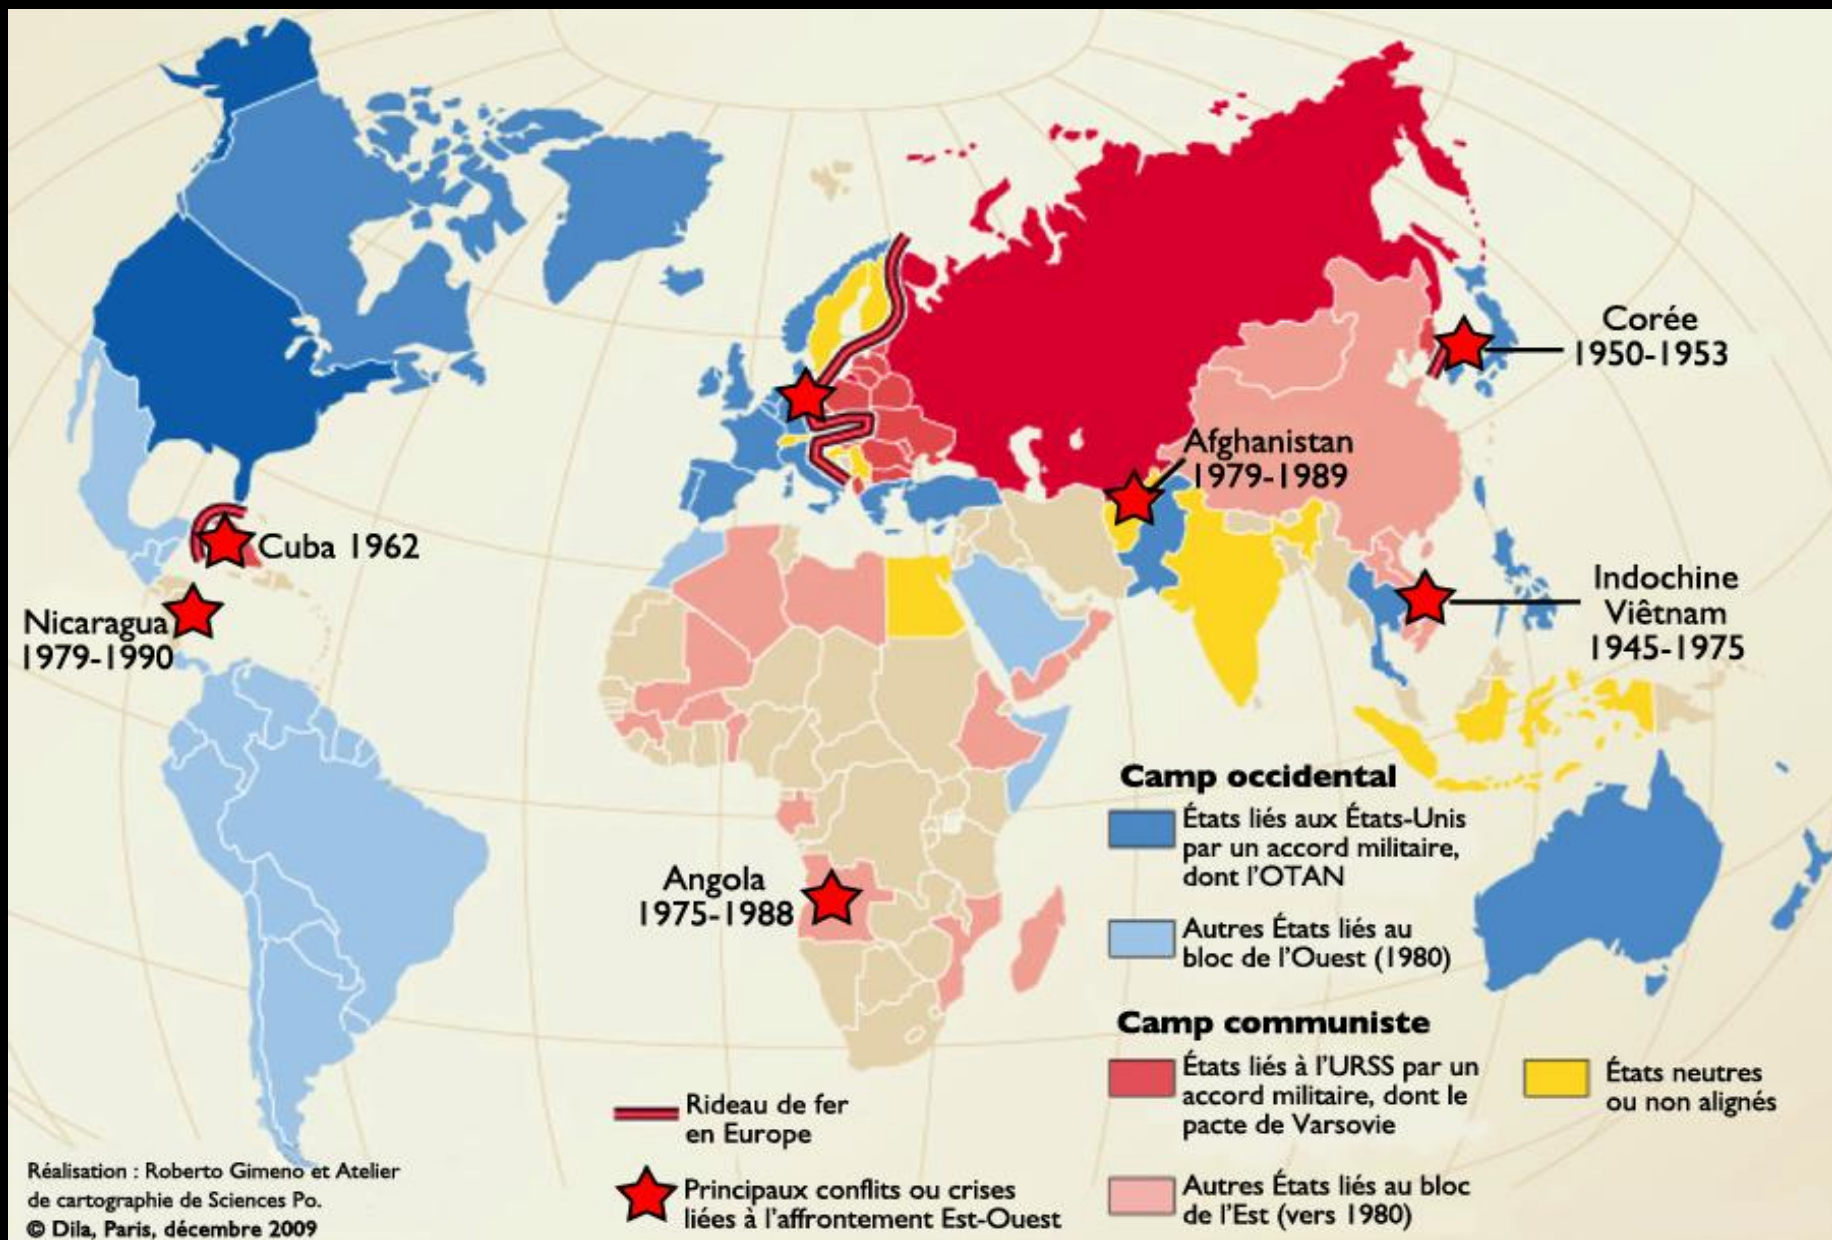 Corée
1950-1953
Afghanistan
1979-1989
Cuba 1962
Indochine
Viêtnam
1945-1975
Nicaragua
1979-1990
Angola
1975-1988
Camp occidental
États liés aux États-Unis
par un accord militaire,
dont l'OTAN
Autres États liés au
bloc de l'Ouest (1980)
Camp communiste
États liés à l'URSS par un
accord militaire, dont le
pacte de Varsovie
Autres États liés au bloc
de l'Est (vers 1980)
États neutres
ou non alignés
Rideau de fer
en Europe
Principaux conflits ou crises
liées à l'affrontement Est-Ouest
Réalisation : Roberto Gimeno et Atelier
de cartographie de Sciences Po.
© Dila, Paris, décembre 2009